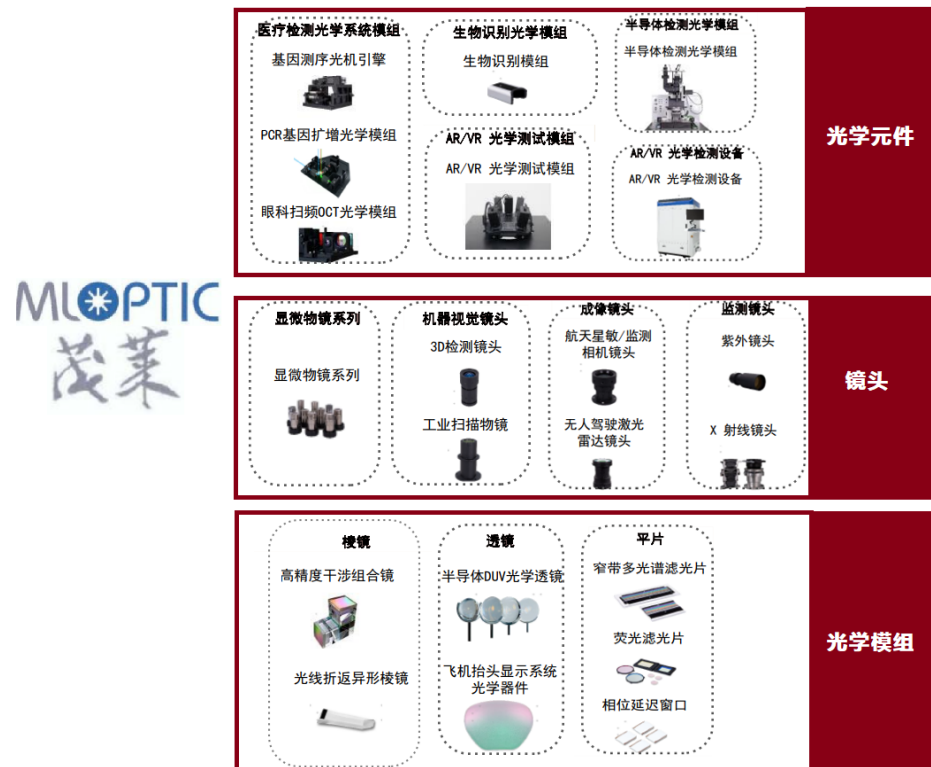 MLOPTIC
茂莱
医疗检测光学系统模组
基因测序光机引擎
PCR基因扩增光学模组
眼科扫频OCT光学模组
生物识别光学模组
生物识别模组
AR/VR 光学测试模组
AR/VR 光学测试模组
半导体检测光学模组
半导体检测光学模组
AR/VR 光学检测设备
AR/VR 光学检测设备
光学元件
显微物镜系列
显微物镜系列
机器视觉镜头
3D检测镜头
工业扫描物镜
成像镜头
航天星敏/监测
相机镜头
无人驾驶激光
雷达镜头
监测镜头
紫外镜头
X 射线镜头
镜头
棱镜
高精度干涉组合镜
光线折返异形棱镜
透镜
半导体DUV光学透镜
飞机抬头显示系统
光学器件
平片
窄带多光谱滤光片
荧光滤光片
相位延迟窗口
光学模组